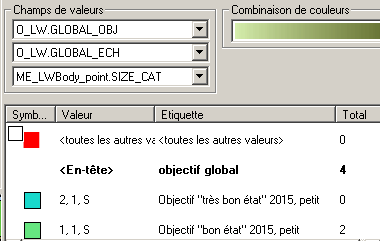 Champs de valeurs
Combinaison de couleurs
O_LW.GLOBAL_OBJ
O_LW.GLOBAL_ECH
ME_LWBody_point.SIZE_CAT
Symb... Valeur Etiquette Total
<toutes les autres va <toutes les autres valeurs> 0
<En-tête> objectif global 4
2, 1, S Objectif "très bon état" 2015, petit 0
1, 1, S Objectif "bon état" 2015, petit 2